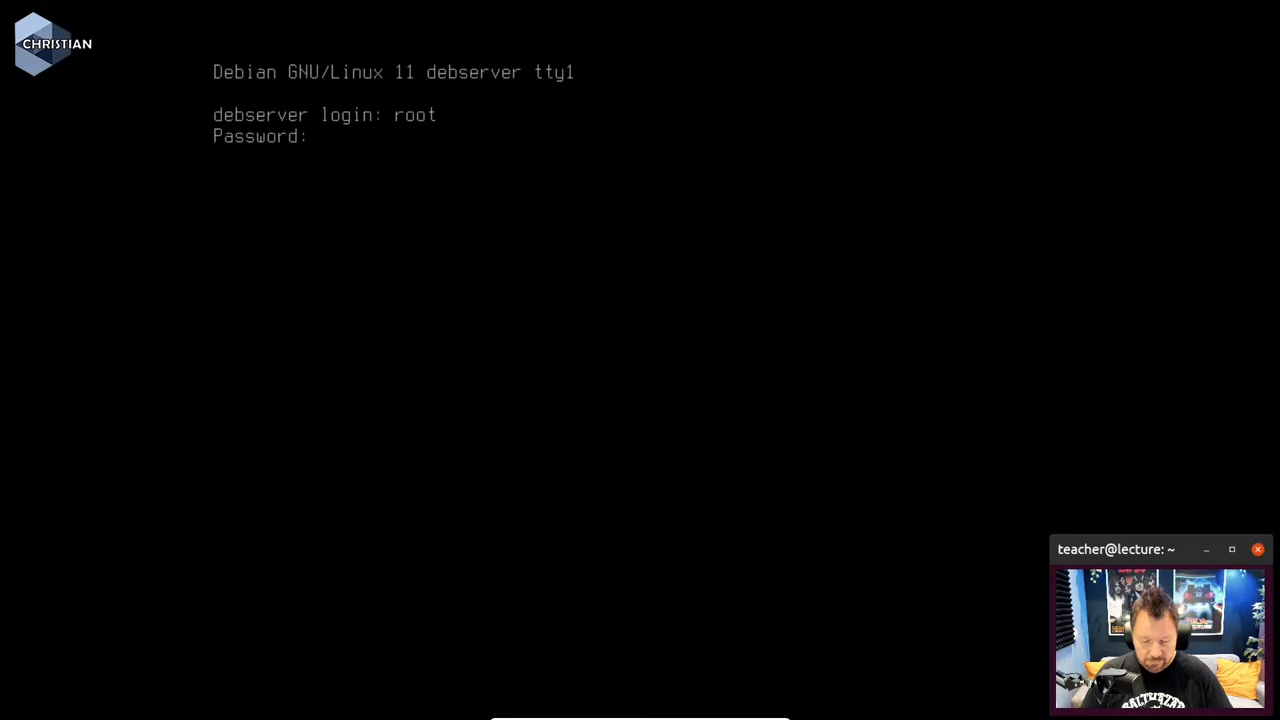 CHRISTIAN
Debian GNU/Linux 11 debserver tty1
debserver login: root
Password:
teacher@lecture: ~